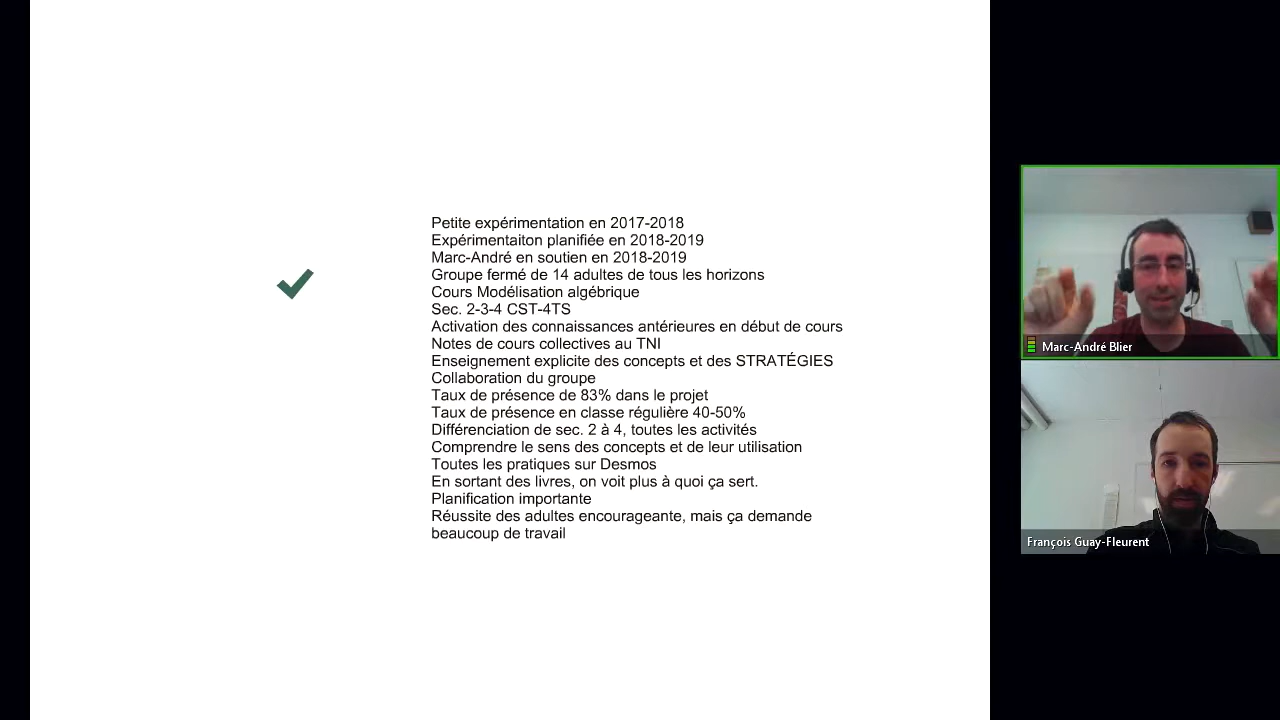 Petite expérimentation en 2017-2018
Expérimentaiton planifiée en 2018-2019
Marc-André en soutien en 2018-2019
Groupe fermé de 14 adultes de tous les horizons
Cours Modélisation algébrique
Sec. 2-3-4 CST-4TS
Activation des connaissances antérieures en début de cours
Notes de cours collectives au TNI
Enseignement explicite des concepts et des STRATÉGIES
Collaboration du groupe
Taux de présence de 83% dans le projet
Taux de présence en classe régulière 40-50%
Différenciation de sec. 2 à 4, toutes les activités
Comprendre le sens des concepts et de leur utilisation
Toutes les pratiques sur Desmos
En sortant des livres, on voit plus à quoi ça sert.
Planification importante
Réussite des adultes encourageante, mais ça demande
beaucoup de travail
Marc-André Blier
François Guay-Fleurent